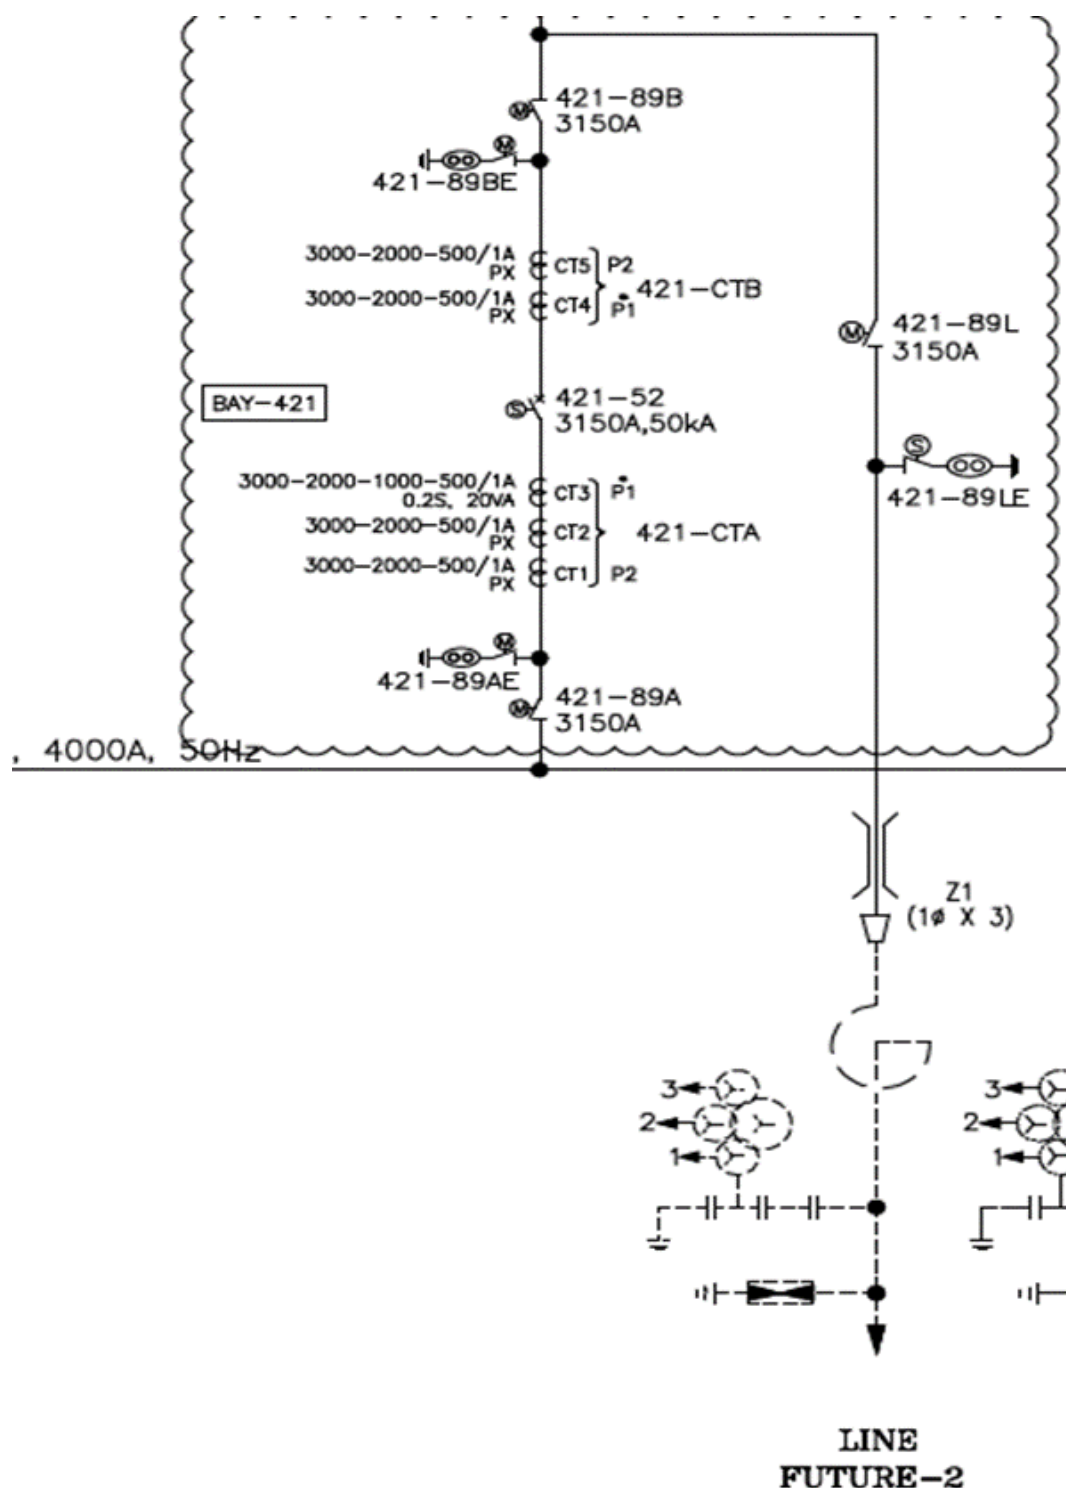 421-89B
3150A
M
M
421-89BE
3000-2000-500/1A
PX
CT5
P2
3000-2000-500/1A
PX
CT4
P1
421-CTB
M
421-89L
3150A
BAY-421
S
421-52
3150A,50kA
S
421-89LE
3000-2000-1000-500/1A
0.2S, 20VA
CT3
P1
3000-2000-500/1A
PX
CT2
421-CTA
3000-2000-500/1A
PX
CT1
P2
M
421-89AE
M
421-89A
3150A
, 4000A, 50Hz
Z1
(1ø X 3)
3
2
1
3
2
1
LINE
FUTURE-2